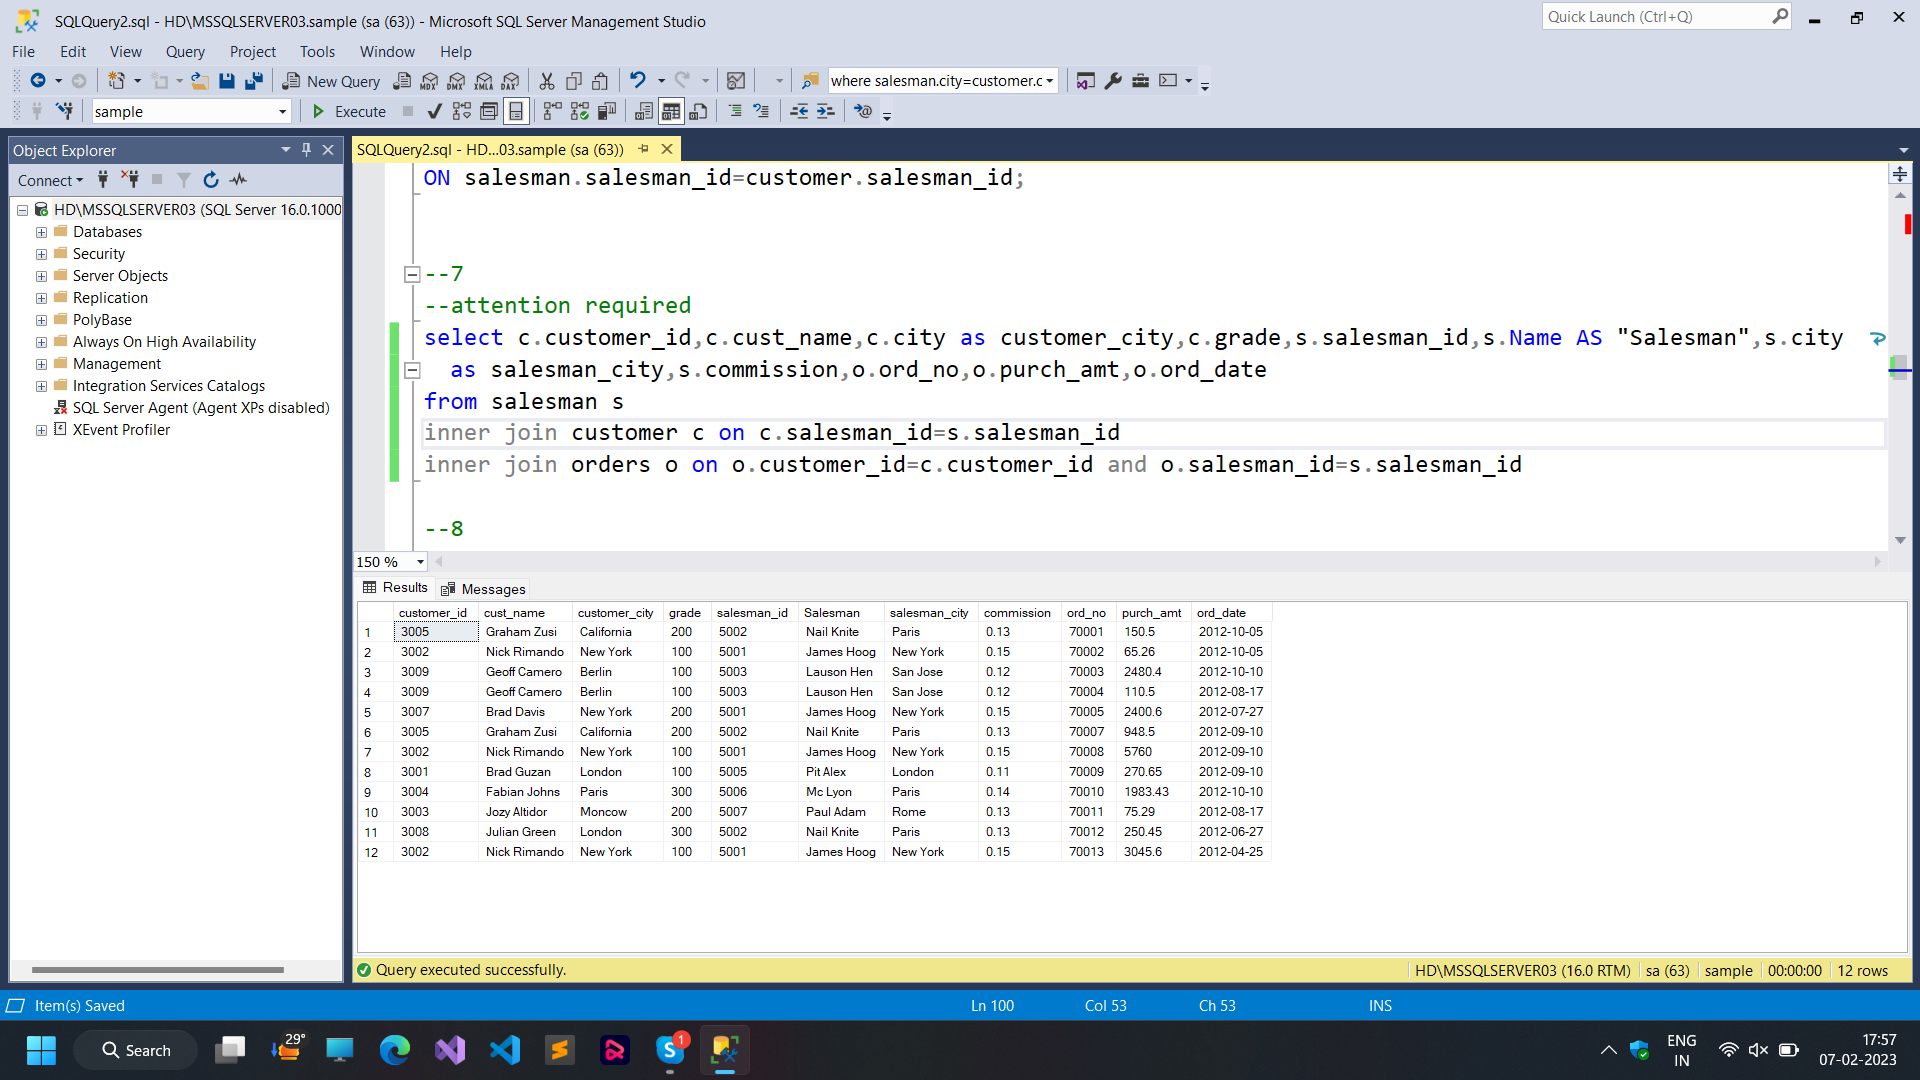 SQLQuery2.sql - HD\MSSQLSERVER03.sample (sa (63)) - Microsoft SQL Server Management Studio
Quick Launch (Ctrl+Q)
File Edit View Query Project Tools Window Help
New Query MDX DMX XMLA DAX where salesman.city=customer.c
sample Execute
Object Explorer
Connect
HD\MSSQLSERVER03 (SQL Server 16.0.1000
Databases
Security
Server Objects
Replication
PolyBase
Always On High Availability
Management
Integration Services Catalogs
SQL Server Agent (Agent XPs disabled)
XEvent Profiler
SQLQuery2.sql - HD...03.sample (sa (63))
ON salesman.salesman_id=customer.salesman_id;
--7
--attention required
select c.customer_id,c.cust_name,c.city as customer_city,c.grade,s.salesman_id,s.Name AS "Salesman",s.city
as salesman_city,s.commission,o.ord_no,o.purch_amt,o.ord_date
from salesman s
inner join customer c on c.salesman_id=s.salesman_id
inner join orders o on o.customer_id=c.customer_id and o.salesman_id=s.salesman_id
--8
150 %
Results Messages
customer_id cust_name customer_city grade salesman_id Salesman salesman_city commission ord_no purch_amt ord_date
1 3005 Graham Zusi California 200 5002 Nail Knite Paris 0.13 70001 150.5 2012-10-05
2 3002 Nick Rimando New York 100 5001 James Hoog New York 0.15 70002 65.26 2012-10-05
3 3009 Geoff Camero Berlin 100 5003 Lauson Hen San Jose 0.12 70003 2480.4 2012-10-10
4 3009 Geoff Camero Berlin 100 5003 Lauson Hen San Jose 0.12 70004 110.5 2012-08-17
5 3007 Brad Davis New York 200 5001 James Hoog New York 0.15 70005 2400.6 2012-07-27
6 3005 Graham Zusi California 200 5002 Nail Knite Paris 0.13 70007 948.5 2012-09-10
7 3002 Nick Rimando New York 100 5001 James Hoog New York 0.15 70008 5760 2012-09-10
8 3001 Brad Guzan London 100 5005 Pit Alex London 0.11 70009 270.65 2012-09-10
9 3004 Fabian Johns Paris 300 5006 Mc Lyon Paris 0.14 70010 1983.43 2012-10-10
10 3003 Jozy Altidor Moncow 200 5007 Paul Adam Rome 0.13 70011 75.29 2012-08-17
11 3008 Julian Green London 300 5002 Nail Knite Paris 0.13 70012 250.45 2012-06-27
12 3002 Nick Rimando New York 100 5001 James Hoog New York 0.15 70013 3045.6 2012-04-25
Query executed successfully. HD\MSSQLSERVER03 (16.0 RTM) sa (63) sample 00:00:00 12 rows
Item(s) Saved Ln 100 Col 53 Ch 53 INS
Search 29° 1 ENG 17:57
IN 07-02-2023